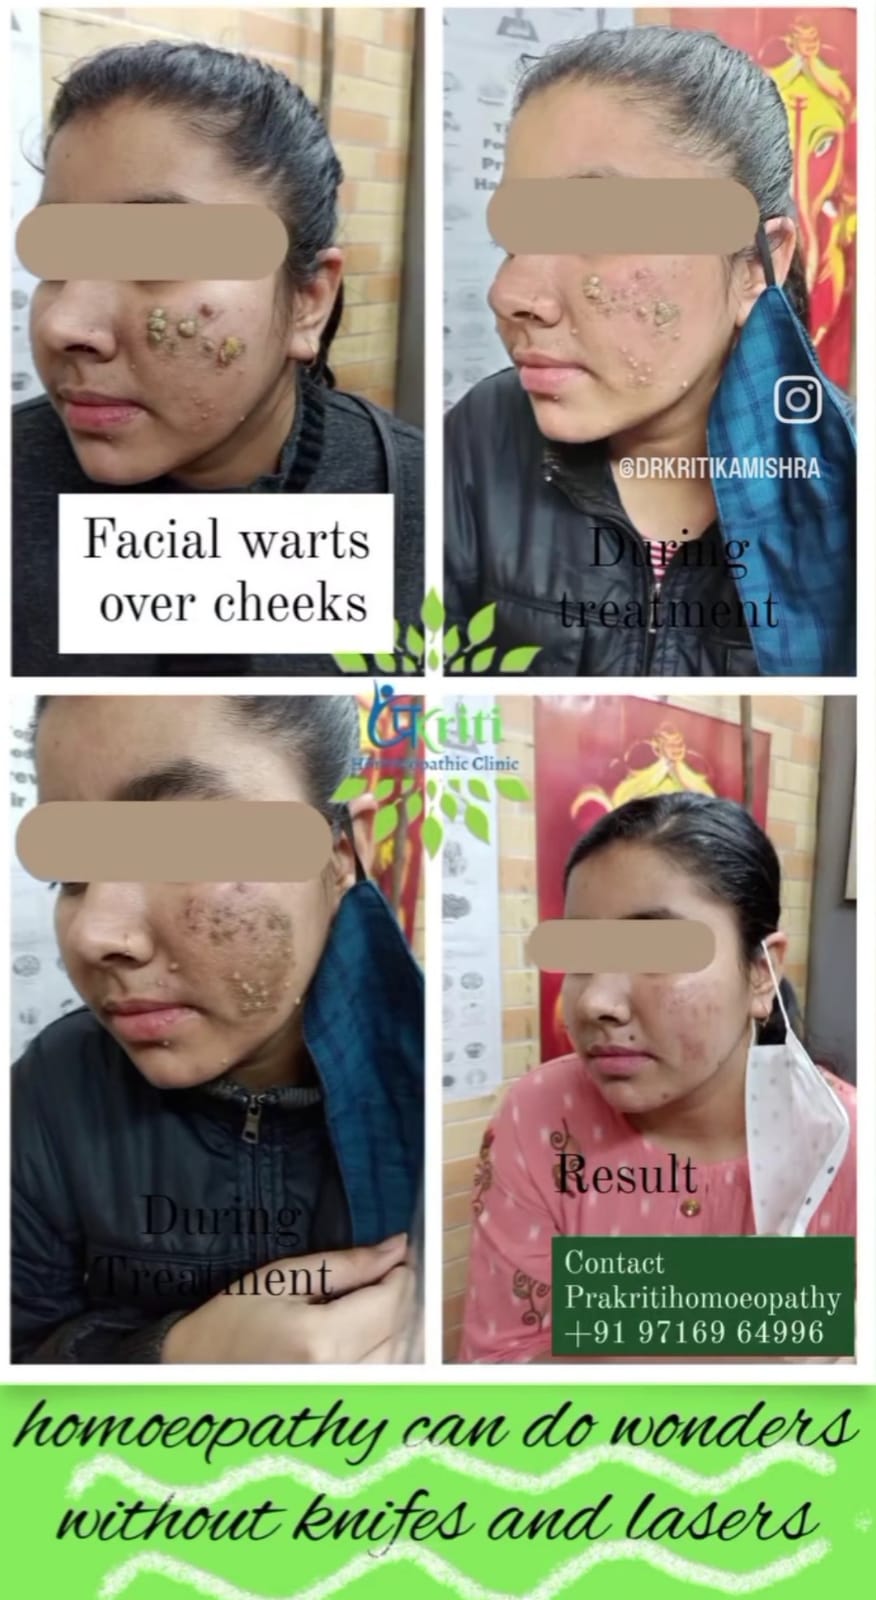 Facial warts
over cheeks
@DRKRITIKAMISHRA
During
treatment
प्रkriti
Homoeopathic Clinic
During
Treatment
Result
Contact
Prakritihomoeopathy
+91 97169 64996
homoeopathy can do wonders
without knifes and lasers